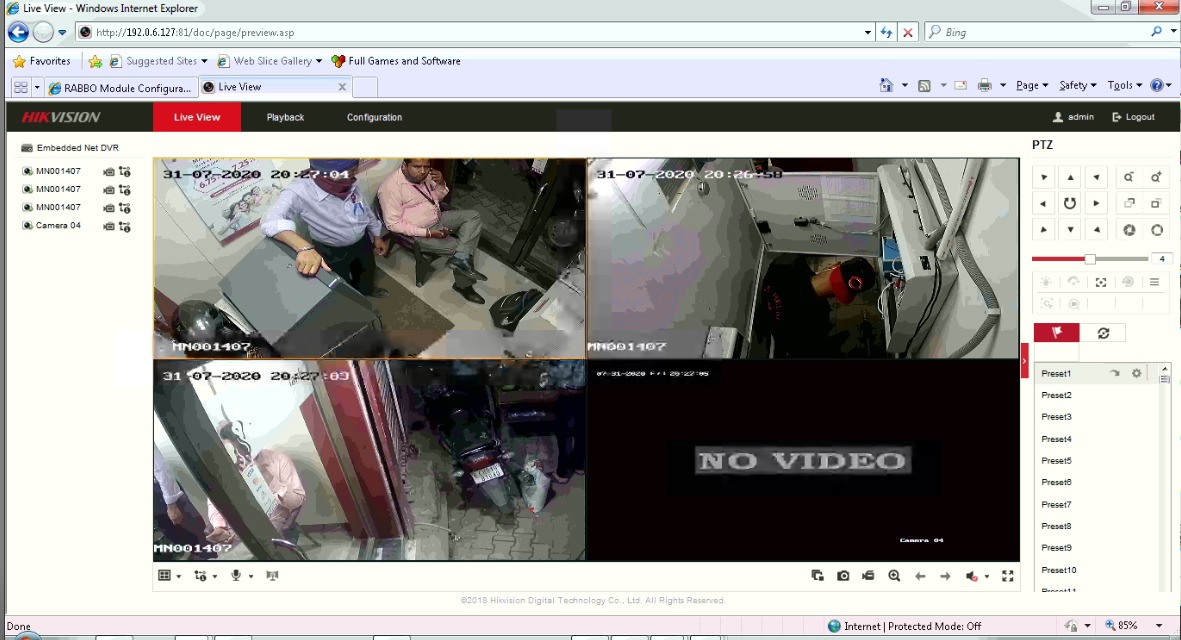 Live View - Windows Internet Explorer
http://192.0.6.127:81/doc/page/preview.asp
Bing
Favorites Suggested Sites Web Slice Gallery Full Games and Software
RABBO Module Configura... Live View Page Safety Tools
HIKVISION Live View Playback Configuration admin Logout
Embedded Net DVR
MN001407
MN001407
MN001407
Camera 04
31-07-2020 20:27:04
6.75%
MN001407
31-07-2020 20:26:58
MN001407
31-07-2020 20:27:03
MN001407
07-31-2020 Fri 20:27:05
NO VIDEO
Camera 04
PTZ
4
Preset1
Preset2
Preset3
Preset4
Preset5
Preset6
Preset7
Preset8
Preset9
Preset10
Preset11
©2018 Hikvision Digital Technology Co., Ltd. All Rights Reserved.
Done Internet | Protected Mode: Off 85%